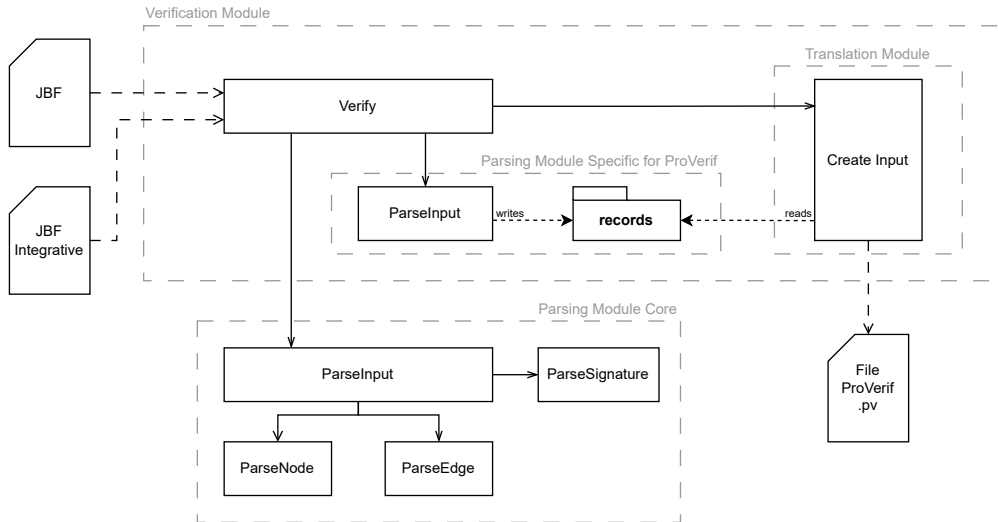 Verification Module
Translation Module
JBF
Verify
Create Input
Parsing Module Specific for ProVerif
ParseInput
writes
records
reads
JBF
Integrative
Parsing Module Core
ParseInput
ParseSignature
File
ProVerif
.pv
ParseNode
ParseEdge